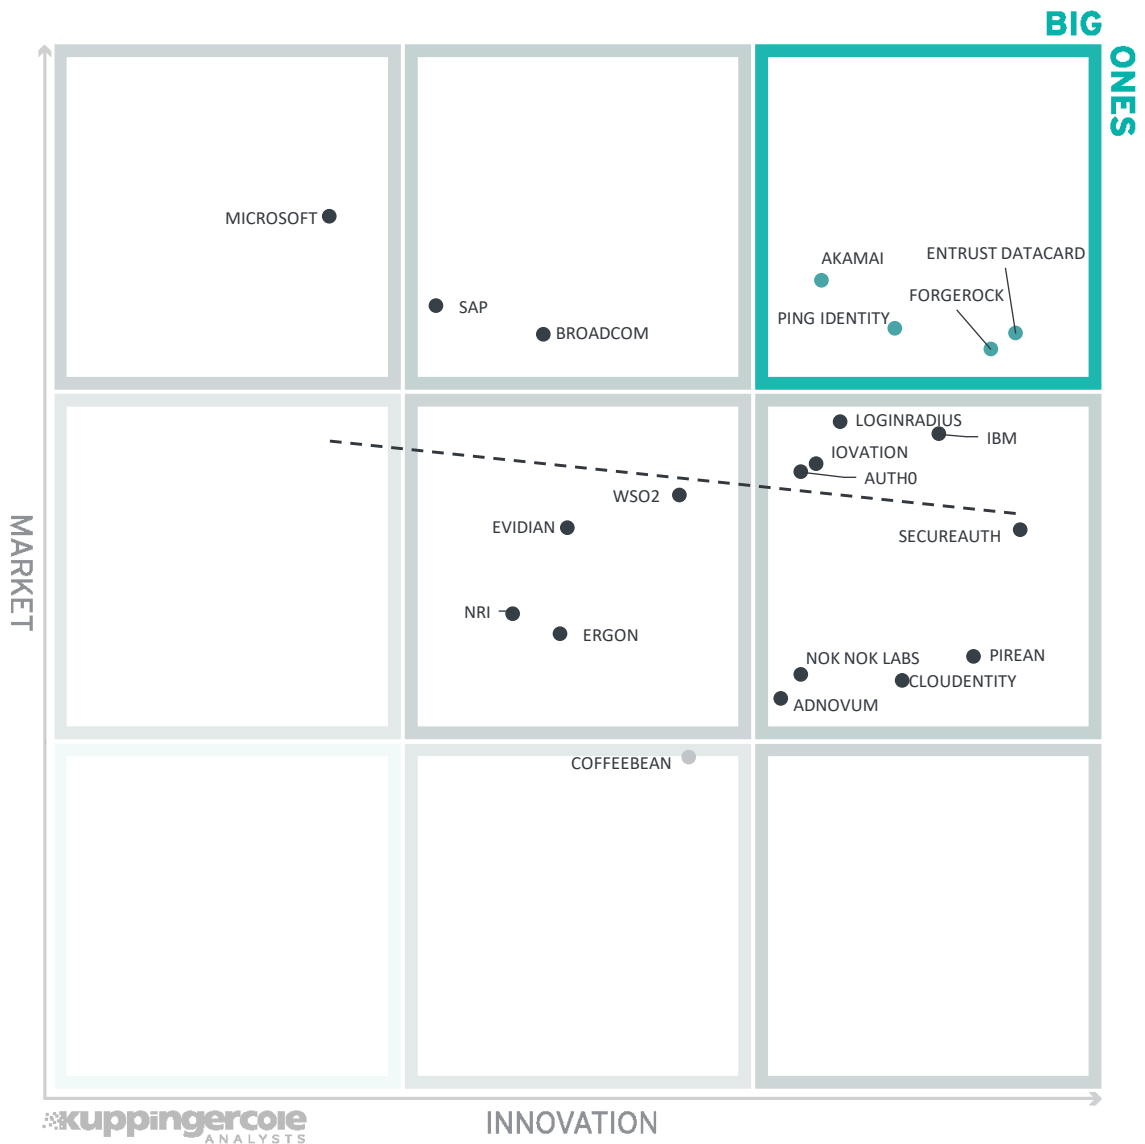 BIG
ONES
MICROSOFT
AKAMAI
ENTRUST DATACARD
FORGEROCK
SAP
PING IDENTITY
BROADCOM
LOGINRADIUS
IBM
IOVATION
AUTH0
WSO2
EVIDIAN
SECUREAUTH
MARKET
NRI
ERGON
NOK NOK LABS
PIREAN
CLOUDENTITY
ADNOVUM
COFFEEBEAN
kuppingercole
ANALYSTS
INNOVATION